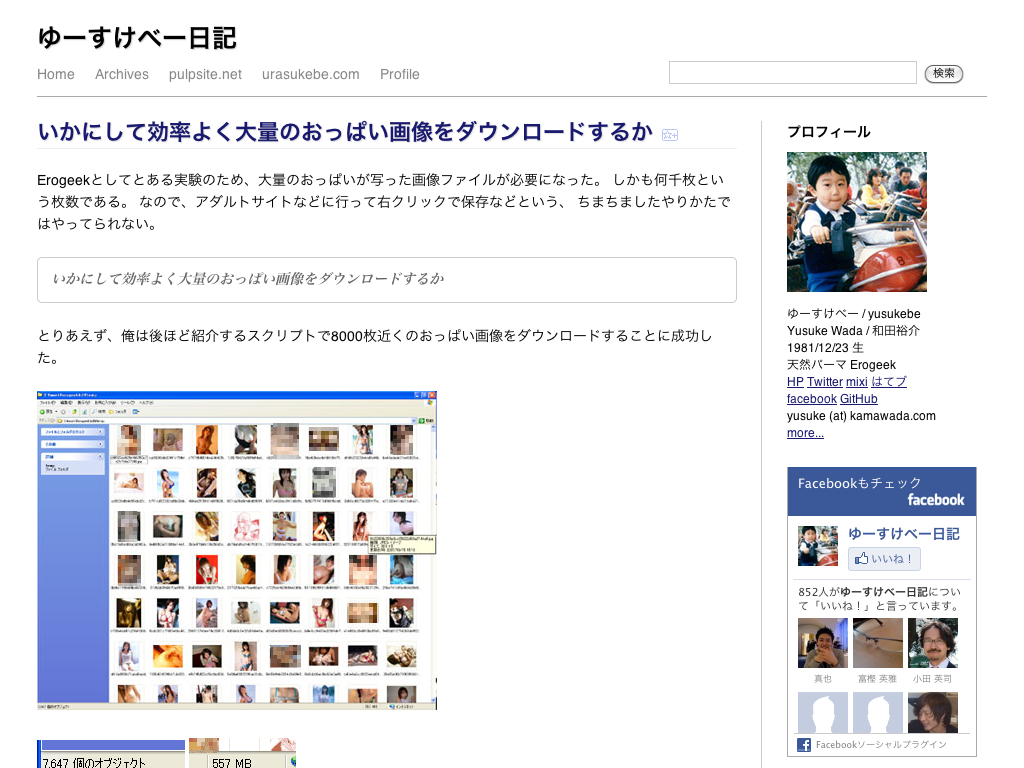 ゆーすけべー日記
Home Archives pulpsite.net urasukebe.com Profile
検索
いかにして効率よく大量のおっぱい画像をダウンロードするか
Erogeekとしてとある実験のため、大量のおっぱいが写った画像ファイルが必要になった。 しかも何千枚とい
う枚数である。 なので、アダルトサイトなどに行って右クリックで保存などという、 ちまちましたやりかたで
はやってられない。
いかにして効率よく大量のおっぱい画像をダウンロードするか
とりあえず、俺は後ほど紹介するスクリプトで8000枚近くのおっぱい画像をダウンロードすることに成功し
た。
7,647 個のオブジェクト
557 MB
プロフィール
ゆーすけべー / yusukebe
Yusuke Wada / 和田裕介
1981/12/23 生
天然パーマ Erogeek
HP Twitter mixi はてブ
facebook GitHub
yusuke (at) kamawada.com
more...
Facebookもチェック
facebook
ゆーすけべー日記
いいね！
852人がゆーすけべー日記につい
て「いいね！」と言っています。
真也 富樫 英雅 小田 英司
Facebookソーシャルプラグイン